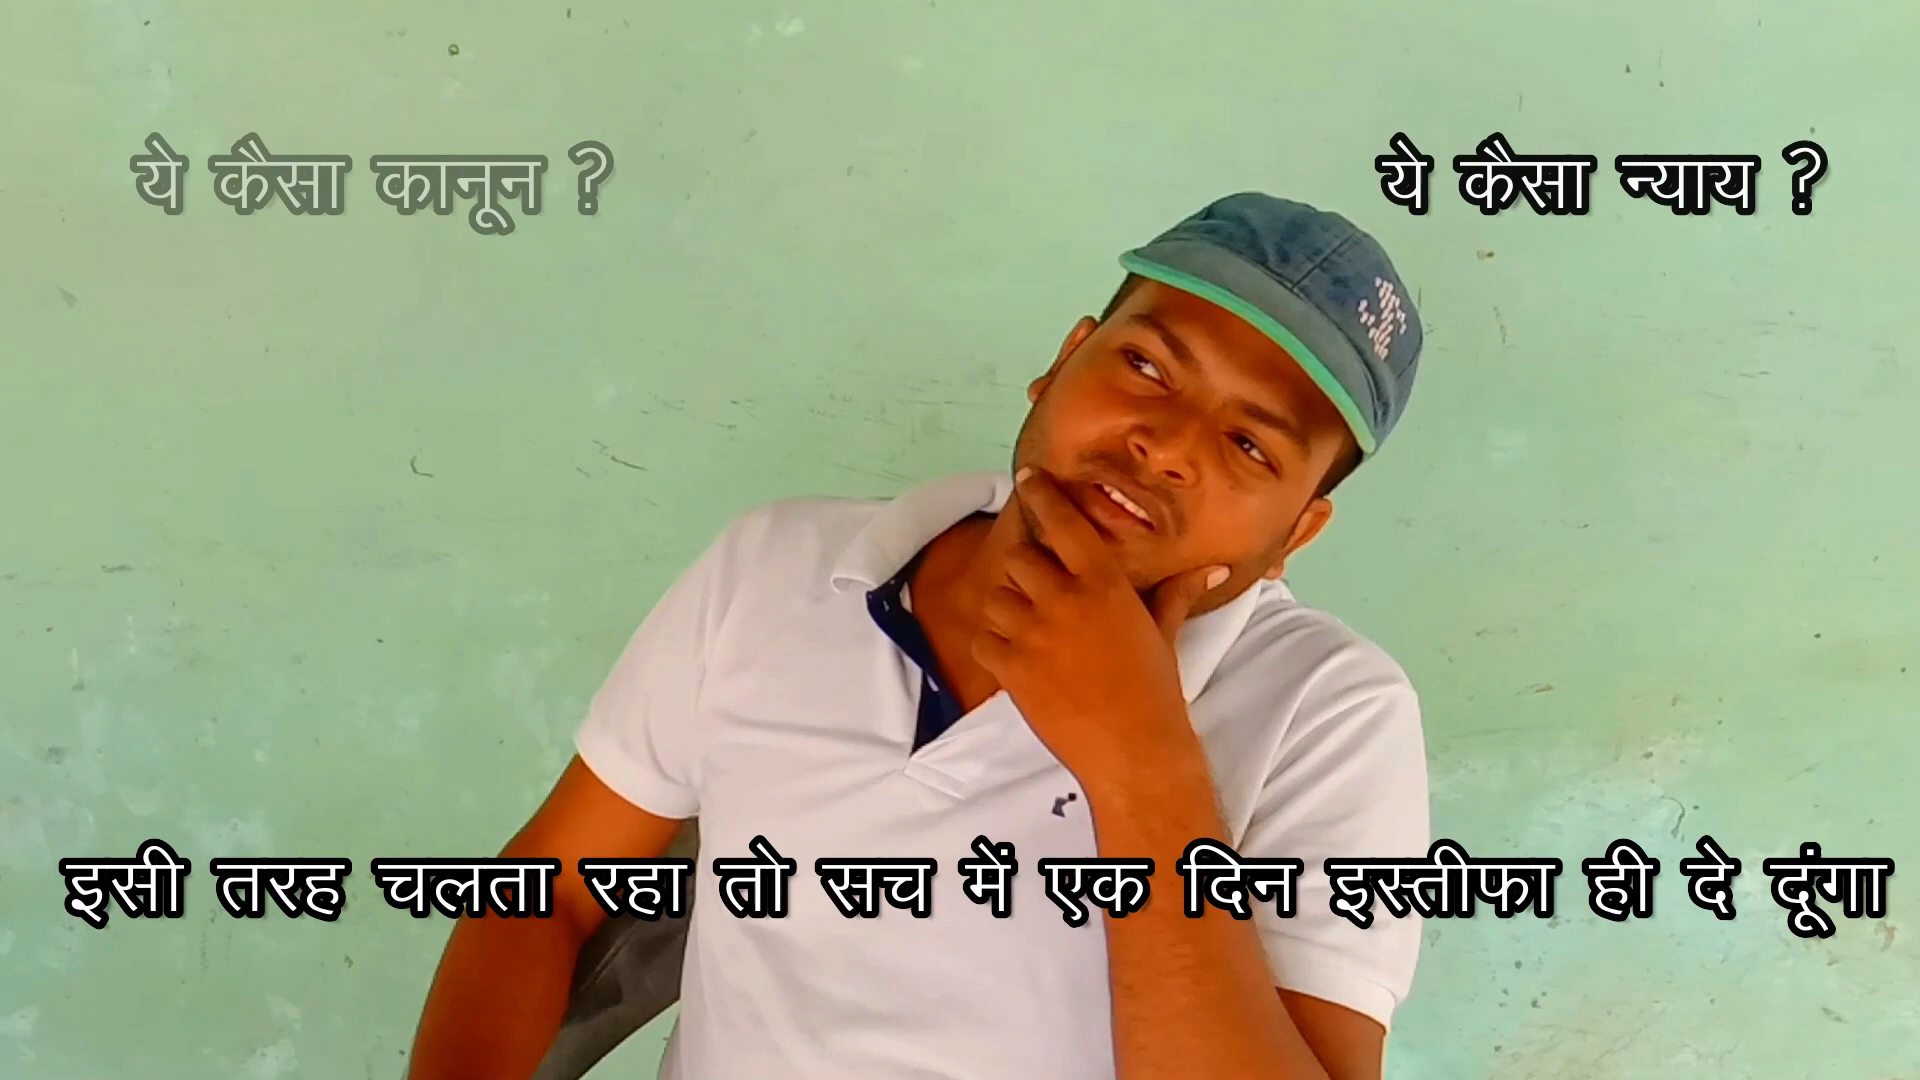 ये कैसा कानून ?
ये कैसा न्याय ?
इसी तरह चलता रहा तो सच में एक दिन इस्तीफा ही दे दूंगा